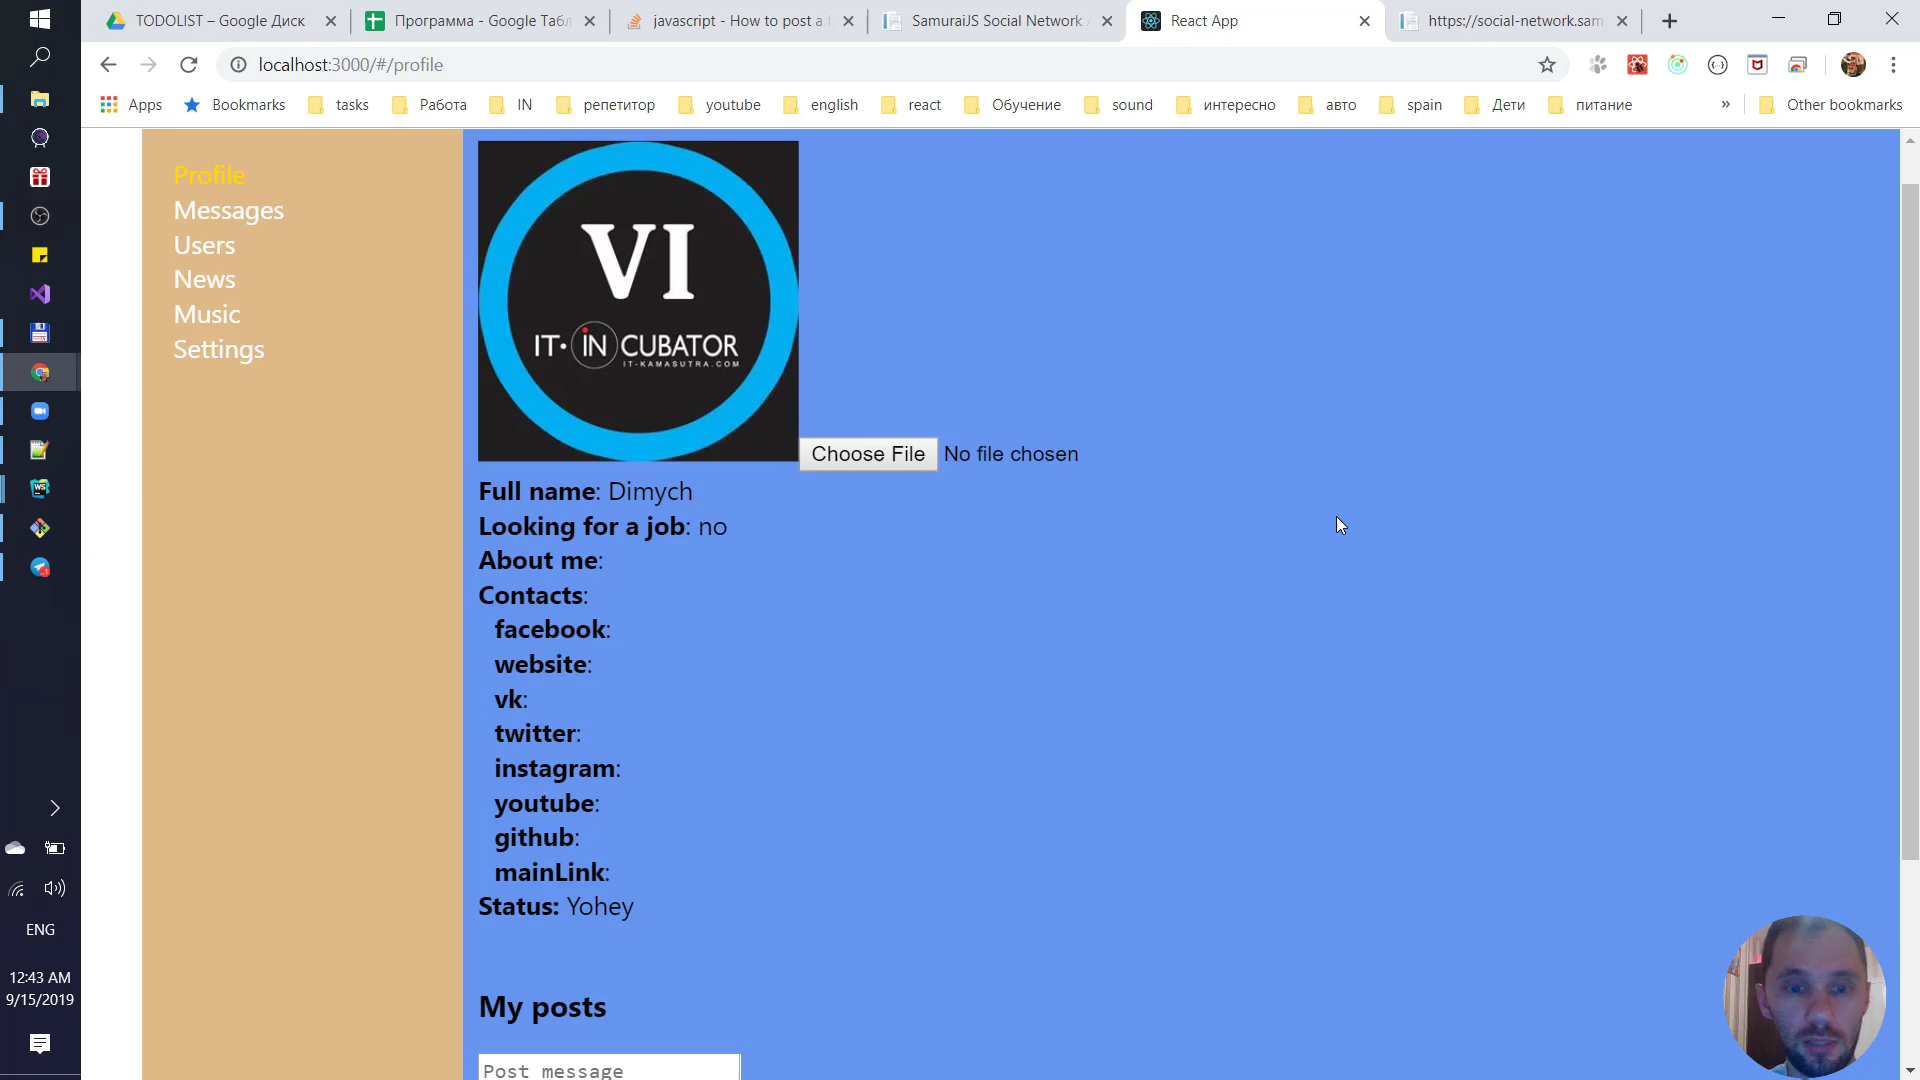 TODOLIST – Google Диск
Программа - Google Табл
javascript - How to post a
SamuraiJS Social Network
React App
https://social-network.sam
localhost:3000/#/profile
Apps
Bookmarks
tasks
Работа
IN
репетитор
youtube
english
react
Обучение
sound
интересно
авто
spain
Дети
питание
»
Other bookmarks
Profile
Messages
Users
News
Music
Settings
VI
IT·INCUBATOR
IT-KAMASUTRA.COM
Choose File No file chosen
Full name: Dimych
Looking for a job: no
About me:
Contacts:
facebook:
website:
vk:
twitter:
instagram:
youtube:
github:
mainLink:
Status: Yohey
My posts
Post message
ENG
12:43 AM
9/15/2019